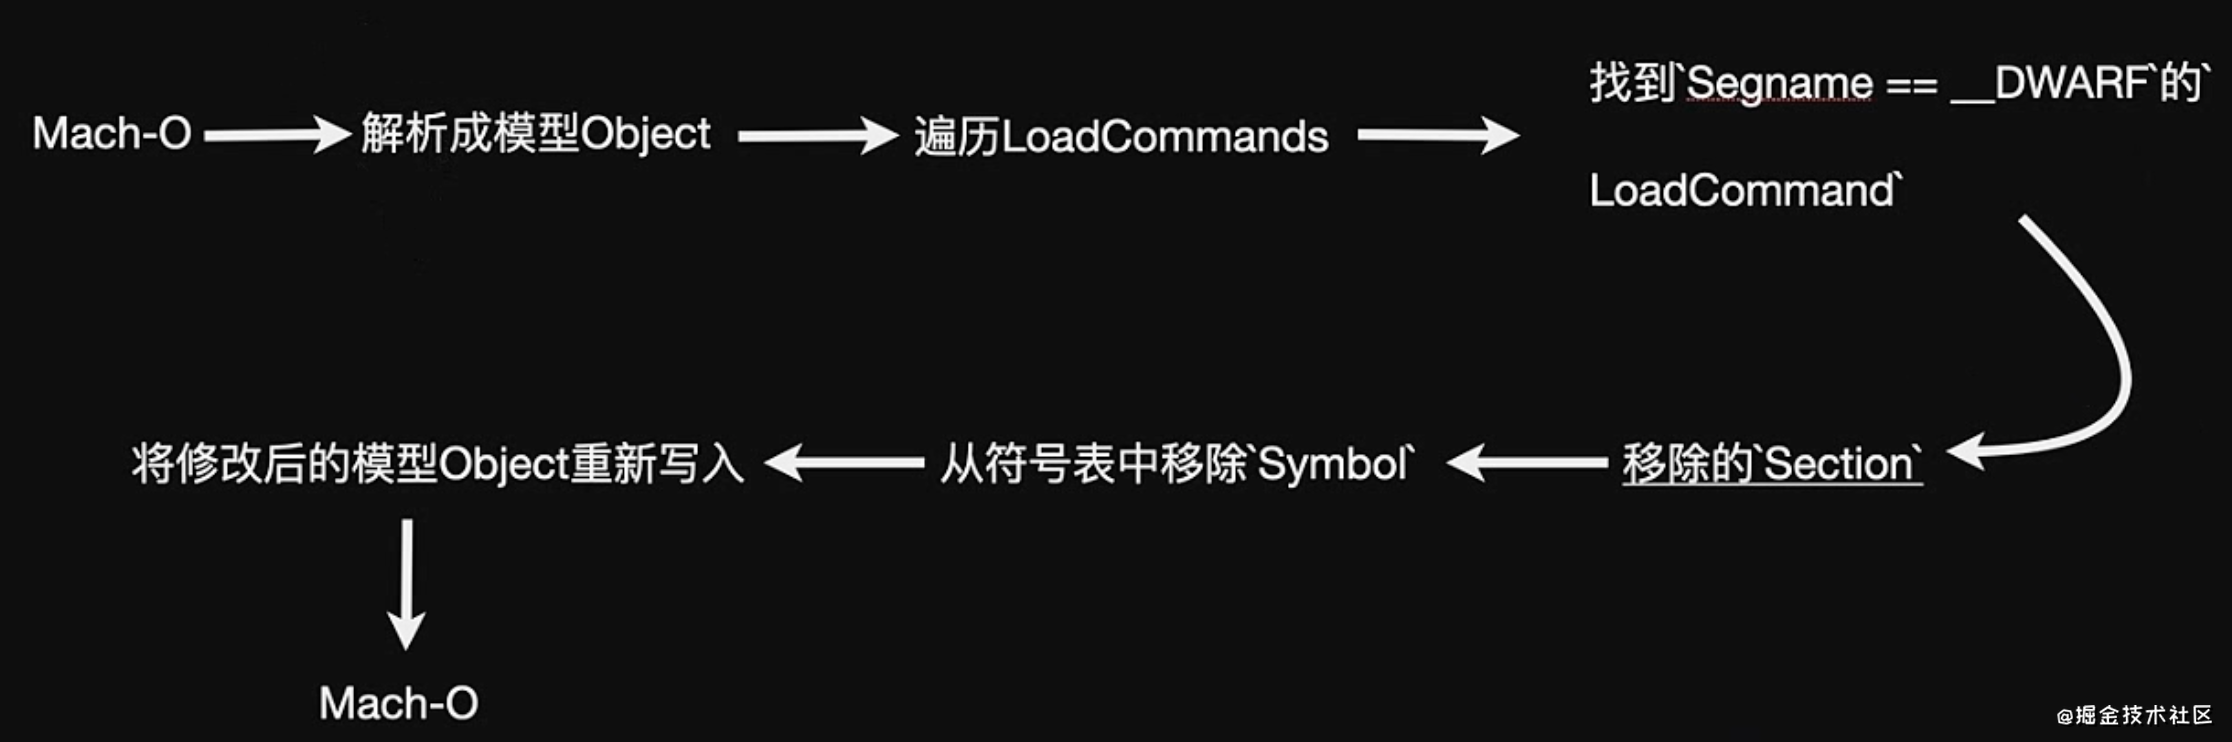 Mach-O
解析成模型Object
遍历LoadCommands
找到`Segname == __DWARF`的`
LoadCommand`
移除的`Section`
从符号表中移除`Symbol`
将修改后的模型Object重新写入
Mach-O
@掘金技术社区